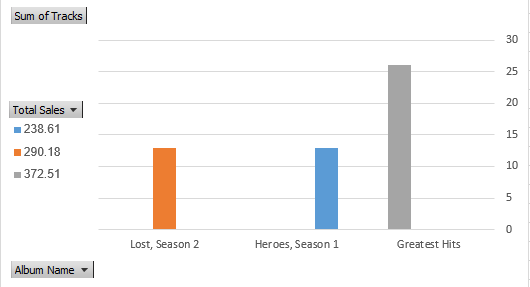 Sum of Tracks
30
25
20
15
10
5
0
Total Sales
238.61
290.18
372.51
Lost, Season 2
Heroes, Season 1
Greatest Hits
Album Name